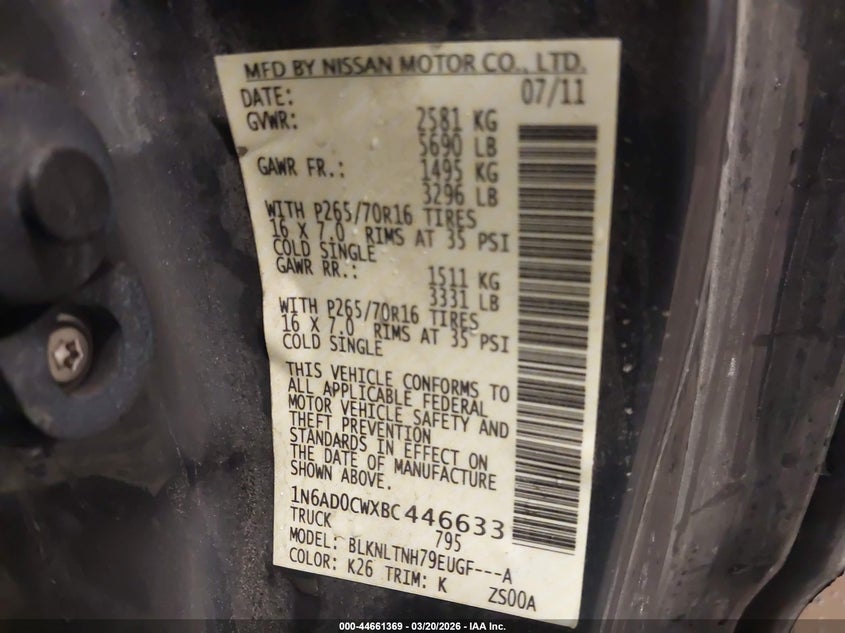 MFD BY NISSAN MOTOR CO., LTD.
DATE: 07/11
GVWR: 2581 KG
5690 LB
GAWR FR.: 1495 KG
3296 LB
WITH P265/70R16 TIRES
16 X 7.0 RIMS AT 35 PSI
COLD SINGLE
GAWR RR.: 1511 KG
3331 LB
WITH P265/70R16 TIRES
16 X 7.0 RIMS AT 35 PSI
COLD SINGLE
THIS VEHICLE CONFORMS TO
ALL APPLICABLE FEDERAL
MOTOR VEHICLE SAFETY AND
THEFT PREVENTION
STANDARDS IN EFFECT ON
THE DATE OF MANUFACTURE
SHOWN ABOVE.
1N6AD0CWXBC446633
TRUCK 795
MODEL: BLKNLTNH79EUGF---A
COLOR: K26 TRIM: K ZS00A
000-44661369 - 03/20/2026 - IAA Inc.